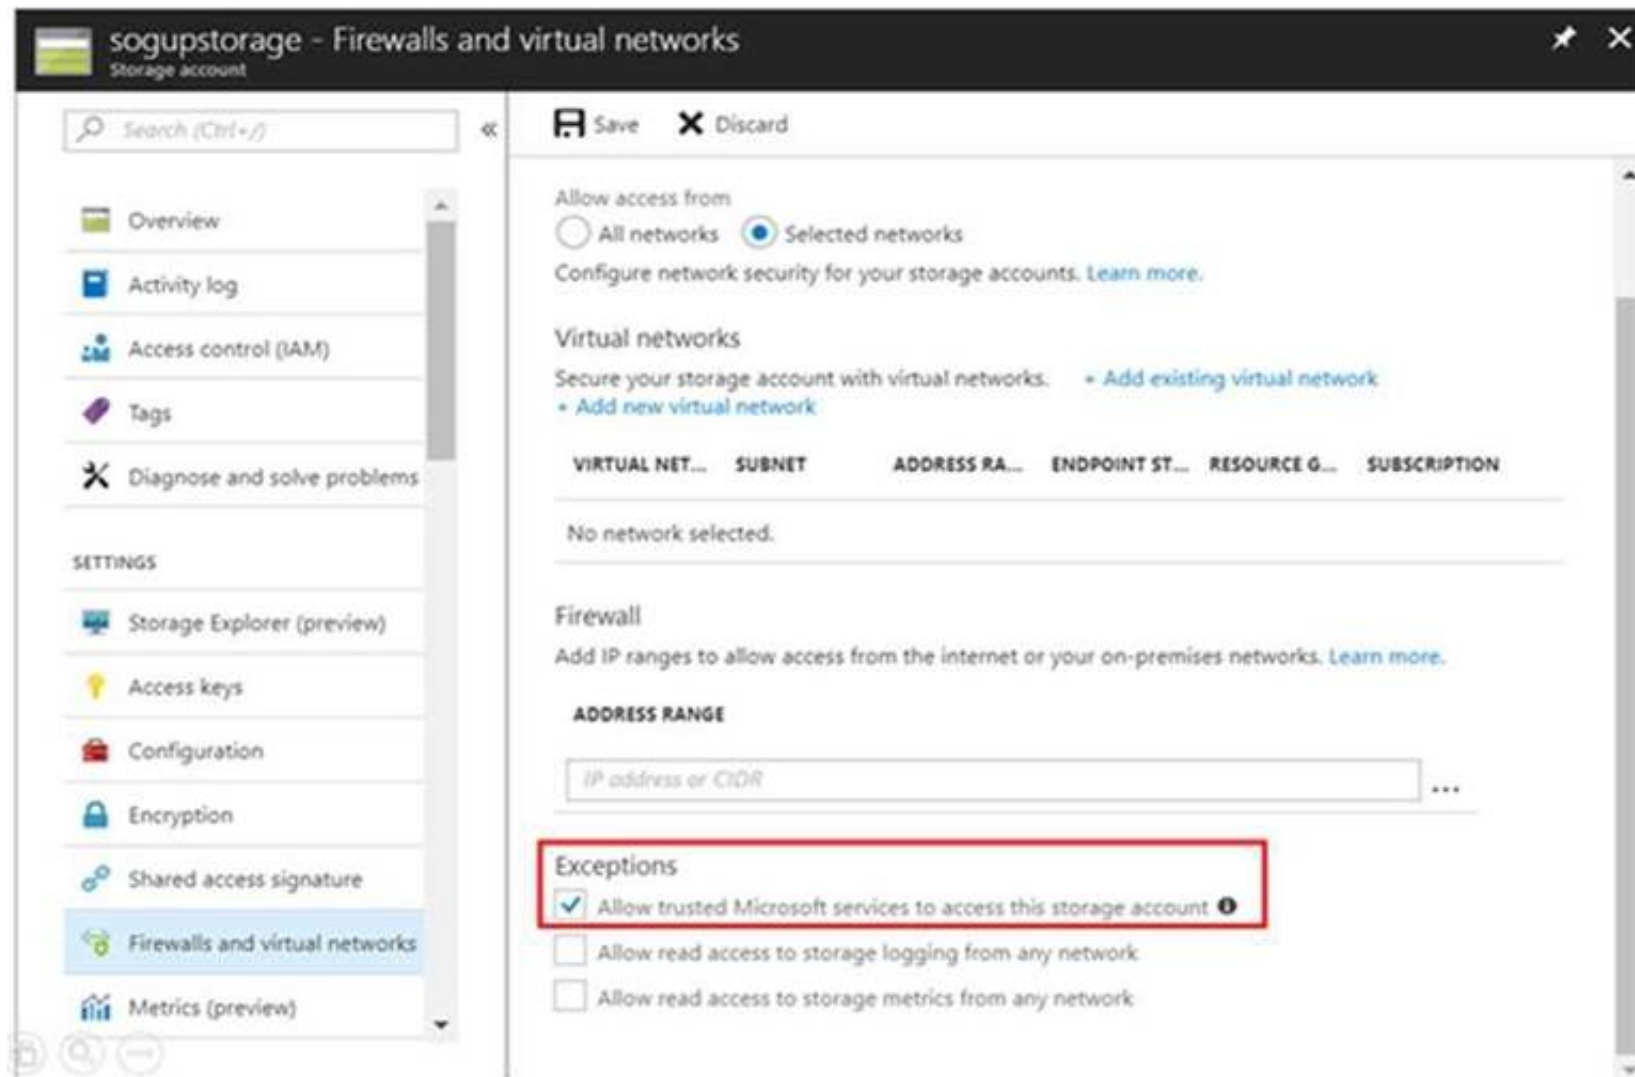 sogupstorage - Firewalls and virtual networks
Storage account
Search (Ctrl+/)
«
Overview
Activity log
Access control (IAM)
Tags
Diagnose and solve problems
SETTINGS
Storage Explorer (preview)
Access keys
Configuration
Encryption
Shared access signature
Firewalls and virtual networks
Metrics (preview)
Save Discard
Allow access from
All networks Selected networks
Configure network security for your storage accounts. Learn more.
Virtual networks
Secure your storage account with virtual networks. + Add existing virtual network
+ Add new virtual network
VIRTUAL NET... SUBNET ADDRESS RA... ENDPOINT ST... RESOURCE G... SUBSCRIPTION
No network selected.
Firewall
Add IP ranges to allow access from the internet or your on-premises networks. Learn more.
ADDRESS RANGE
IP address or CIDR
...
Exceptions
Allow trusted Microsoft services to access this storage account
Allow read access to storage logging from any network
Allow read access to storage metrics from any network